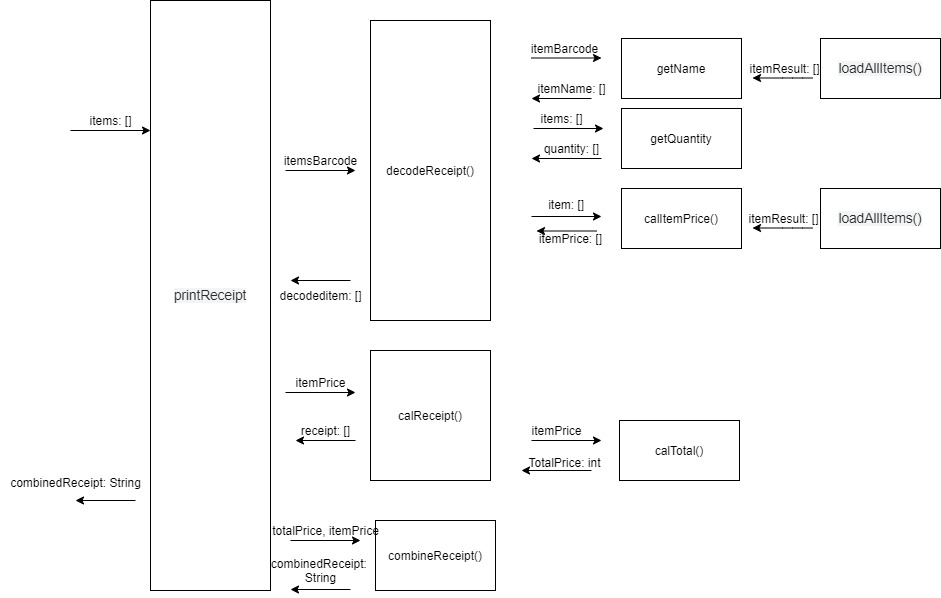 itemBarcode
getName
itemResult: []
loadAllItems()
itemName: []
items: []
items: []
quantity: []
getQuantity
itemsBarcode
decodeReceipt()
item: []
callItemPrice()
itemResult: []
loadAllItems()
itemPrice: []
printReceipt
decodeditem: []
itemPrice
calReceipt()
receipt: []
itemPrice
calTotal()
TotalPrice: int
combinedReceipt: String
totalPrice, itemPrice
combineReceipt()
combinedReceipt:
String